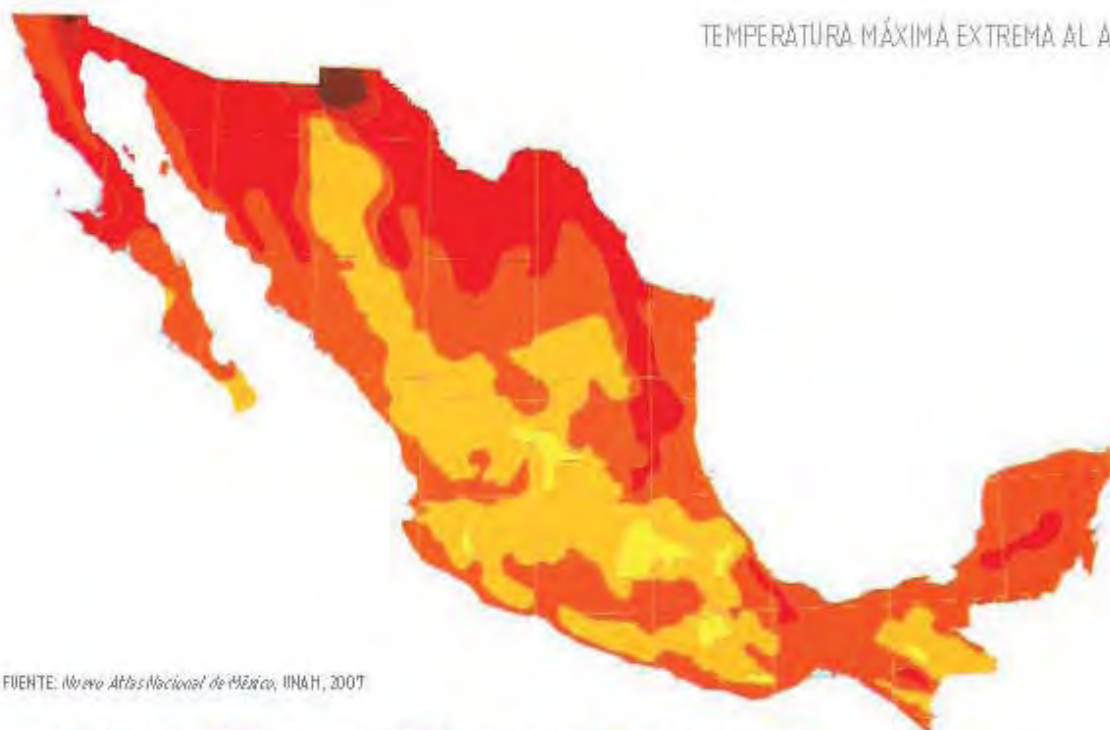 TEMPERATURA MÁXIMA EXTREMA AL A
FUENTE: Nuevo Atlas Nacional de México, UNAM, 2007